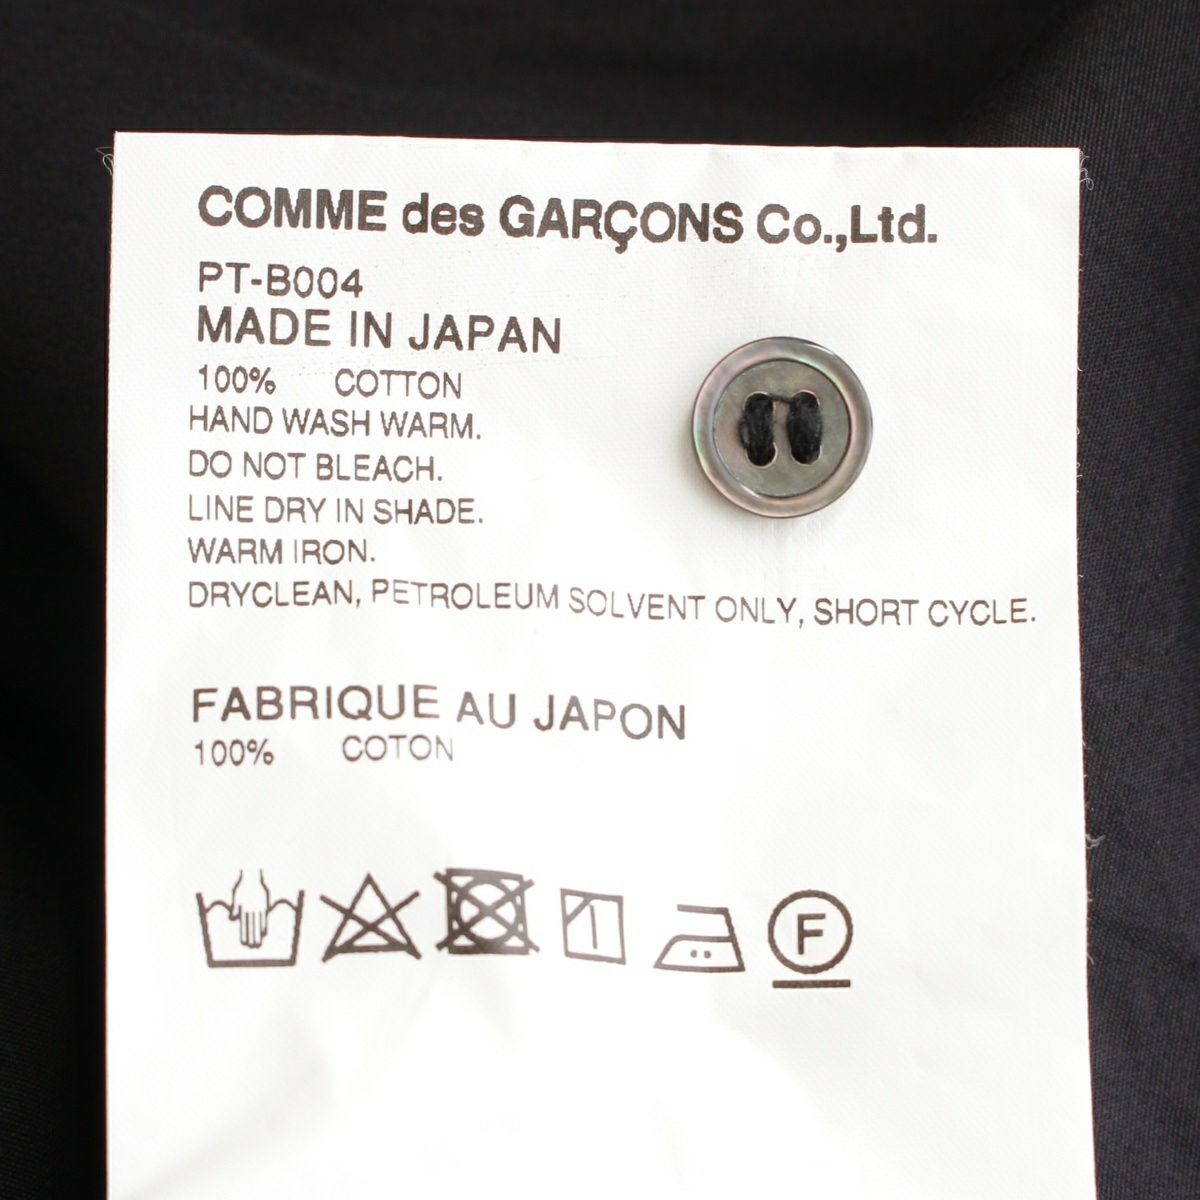 COMME des GARÇONS Co.,Ltd.
PT-B004
MADE IN JAPAN
100% COTTON
HAND WASH WARM.
DO NOT BLEACH.
LINE DRY IN SHADE.
WARM IRON.
DRYCLEAN, PETROLEUM SOLVENT ONLY, SHORT CYCLE.
FABRIQUE AU JAPON
100% COTON
F